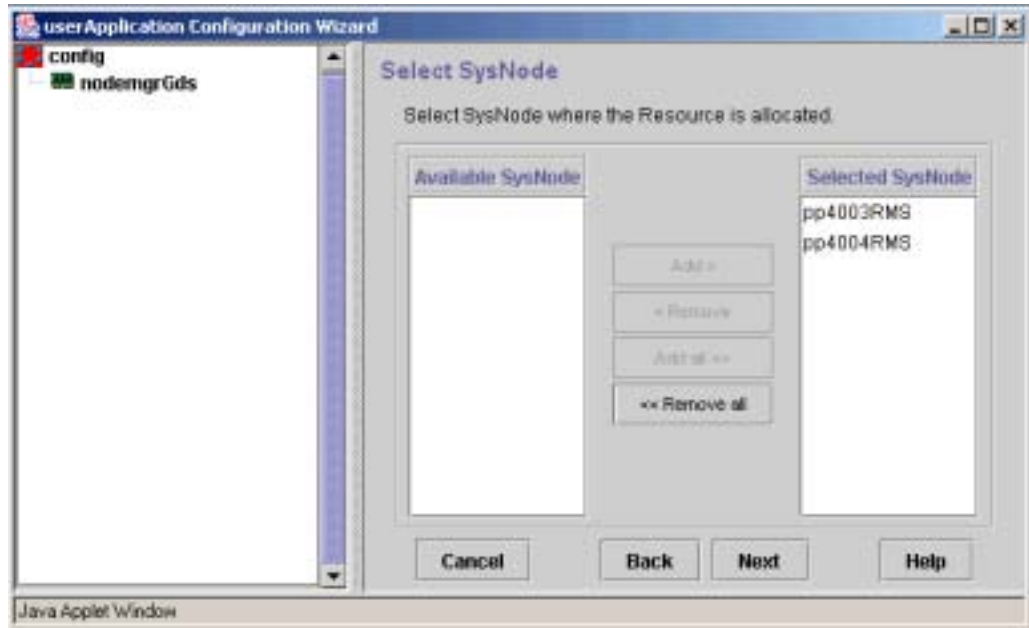 userApplication Configuration Wizard
config
nodemgrGds
Select SysNode
Select SysNode where the Resource is allocated.
Available SysNode
Selected SysNode
pp4003RMS
pp4004RMS
Add >
< Remove
Add all >>
<< Remove all
Cancel
Back
Next
Help
Java Applet Window